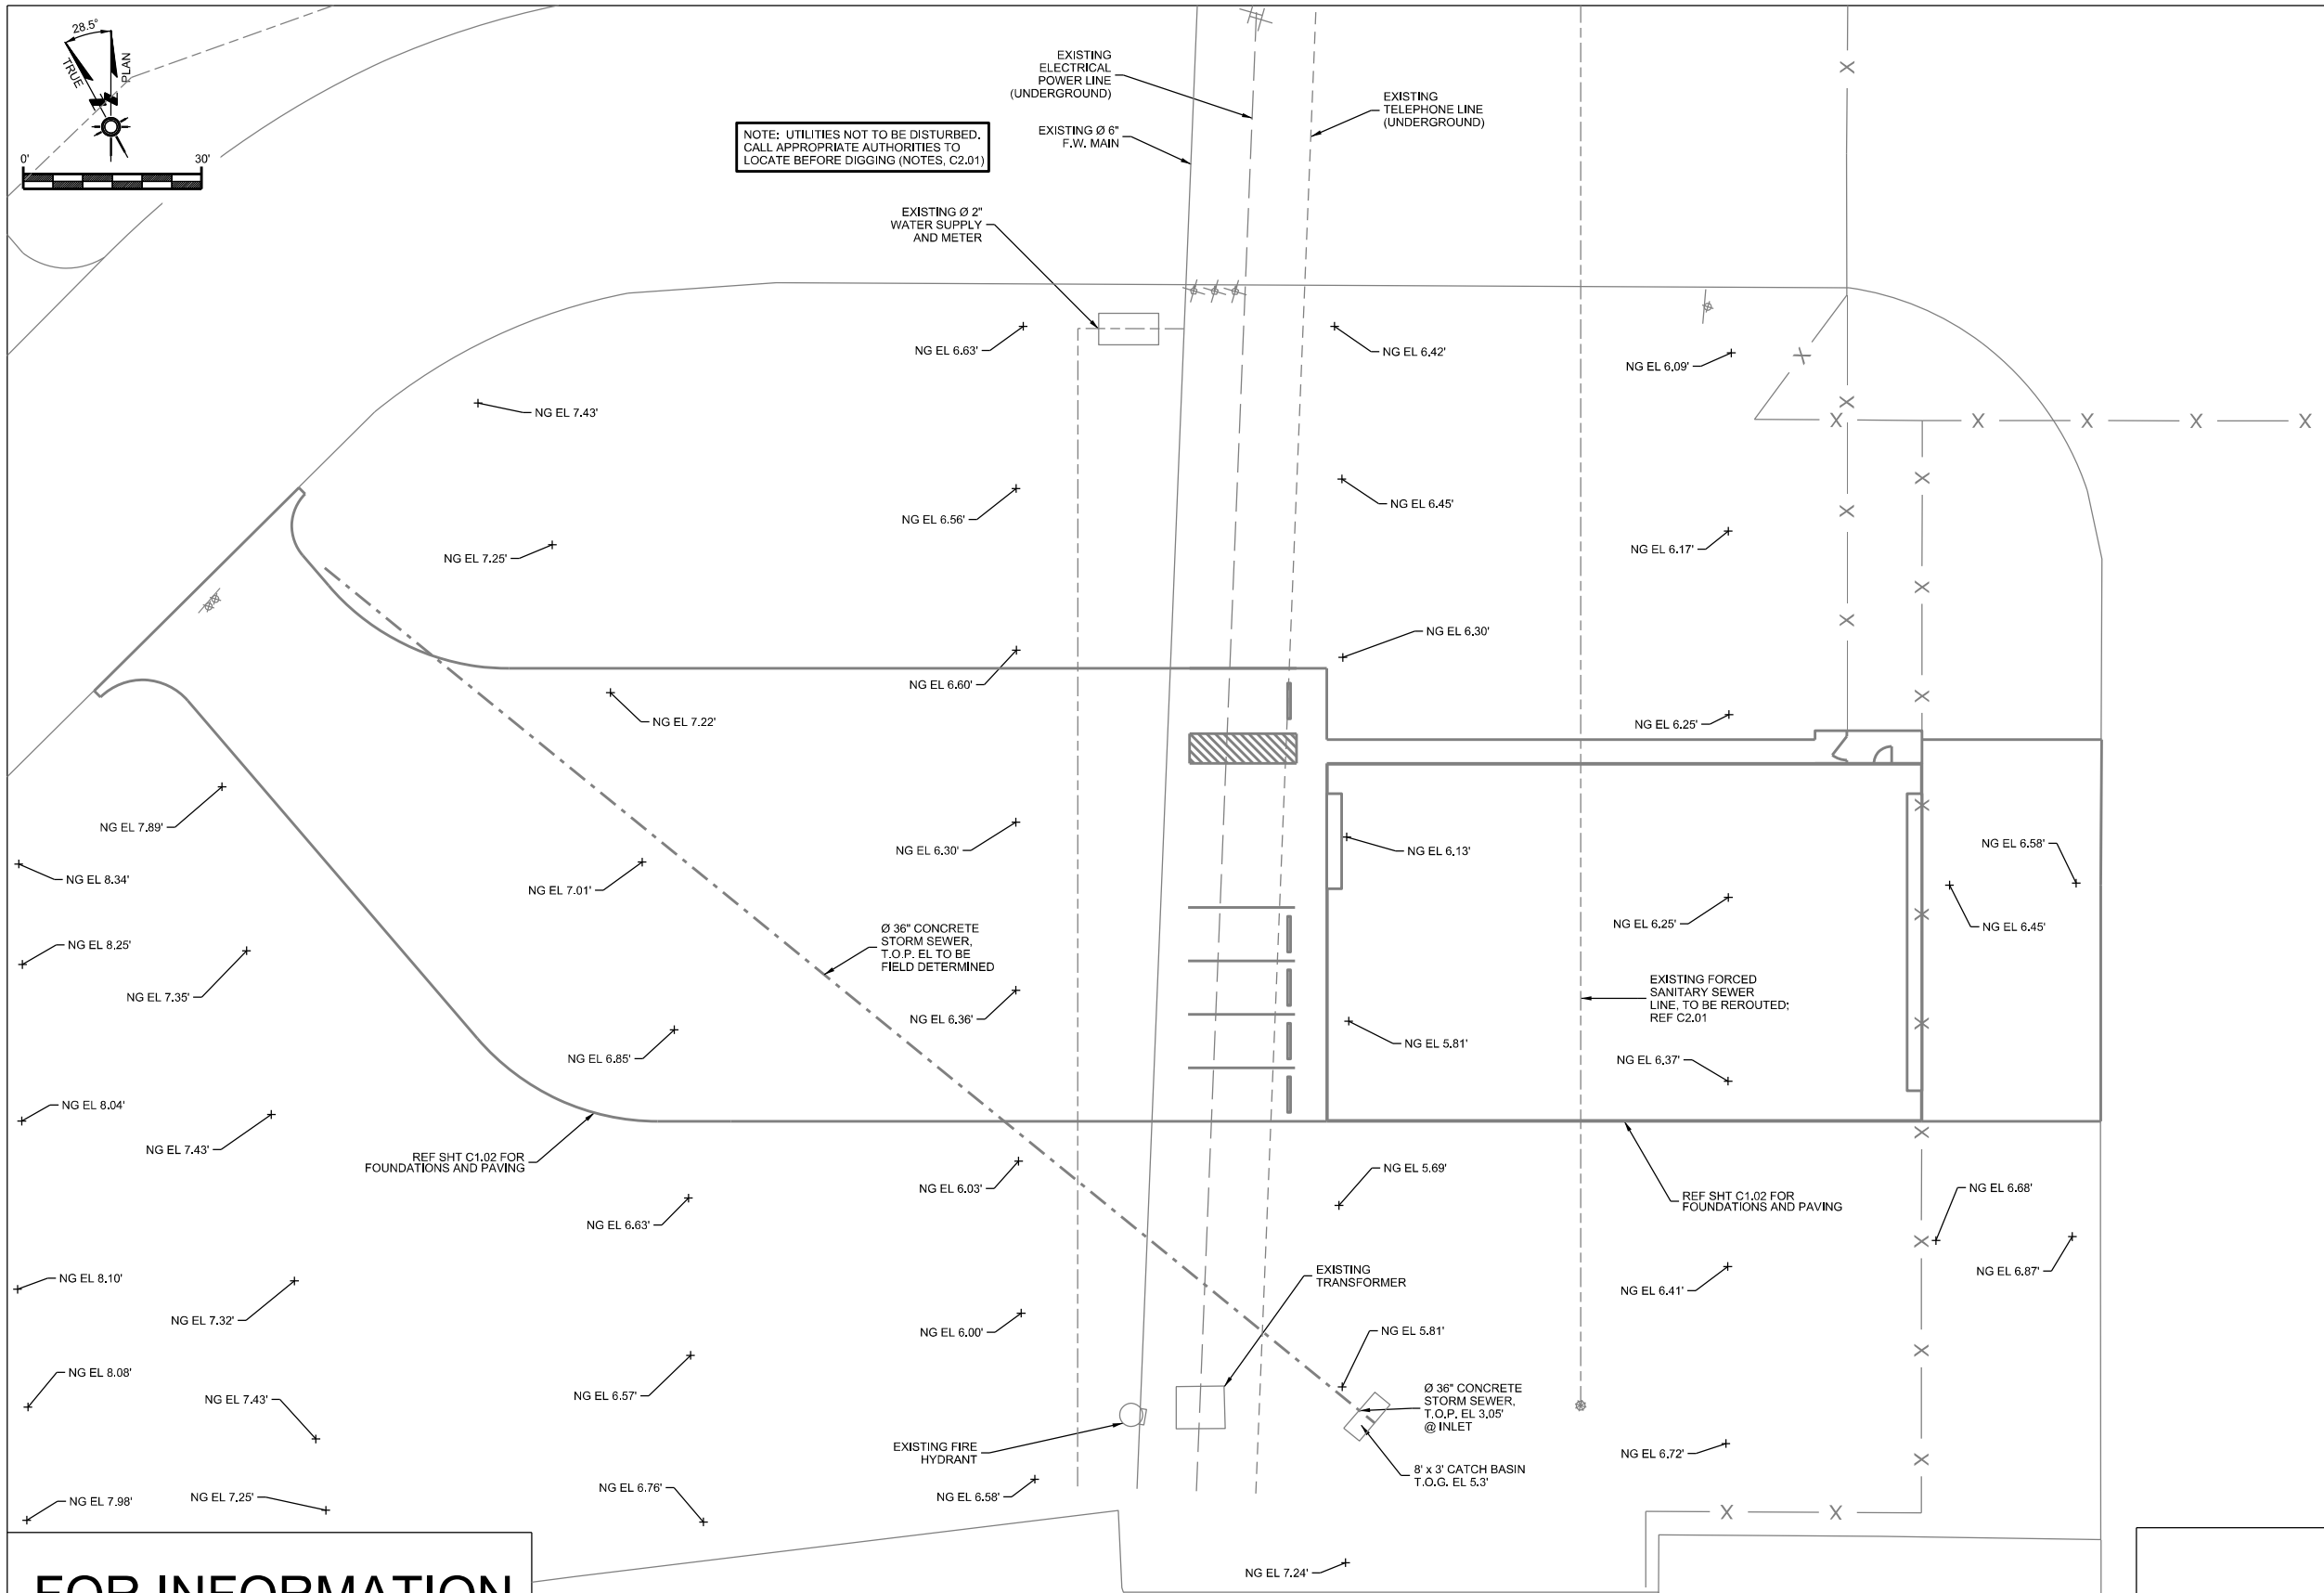 28.5°
TRUE
PLAN
0'
30'
NOTE: UTILITIES NOT TO BE DISTURBED.
CALL APPROPRIATE AUTHORITIES TO
LOCATE BEFORE DIGGING (NOTES, C2.01)
EXISTING
ELECTRICAL
POWER LINE
(UNDERGROUND)
EXISTING Ø 6"
F.W. MAIN
EXISTING
TELEPHONE LINE
(UNDERGROUND)
EXISTING Ø 2"
WATER SUPPLY
AND METER
NG EL 6.63'
NG EL 6.42'
NG EL 6.09'
NG EL 7.43'
NG EL 6.56'
NG EL 6.45'
NG EL 6.17'
NG EL 7.25'
NG EL 6.30'
NG EL 6.60'
NG EL 7.22'
NG EL 6.25'
NG EL 7.89'
NG EL 8.34'
NG EL 7.01'
NG EL 6.30'
NG EL 6.13'
NG EL 6.58'
NG EL 6.25'
NG EL 6.45'
NG EL 8.25'
NG EL 7.35'
Ø 36" CONCRETE
STORM SEWER,
T.O.P. EL TO BE
FIELD DETERMINED
NG EL 6.36'
EXISTING FORCED
SANITARY SEWER
LINE, TO BE REROUTED;
REF C2.01
NG EL 6.85'
NG EL 5.81'
NG EL 6.37'
NG EL 8.04'
NG EL 7.43'
REF SHT C1.02 FOR
FOUNDATIONS AND PAVING
NG EL 6.03'
NG EL 5.69'
REF SHT C1.02 FOR
FOUNDATIONS AND PAVING
NG EL 6.68'
NG EL 6.63'
NG EL 6.87'
NG EL 8.10'
NG EL 7.32'
EXISTING
TRANSFORMER
NG EL 6.41'
NG EL 6.00'
NG EL 5.81'
NG EL 8.08'
NG EL 7.43'
NG EL 6.57'
Ø 36" CONCRETE
STORM SEWER,
T.O.P. EL 3.05'
@ INLET
EXISTING FIRE
HYDRANT
NG EL 6.72'
8' x 3' CATCH BASIN
T.O.G. EL 5.3'
NG EL 7.98'
NG EL 7.25'
NG EL 6.76'
NG EL 6.58'
NG EL 7.24'
FOR INFORMATION